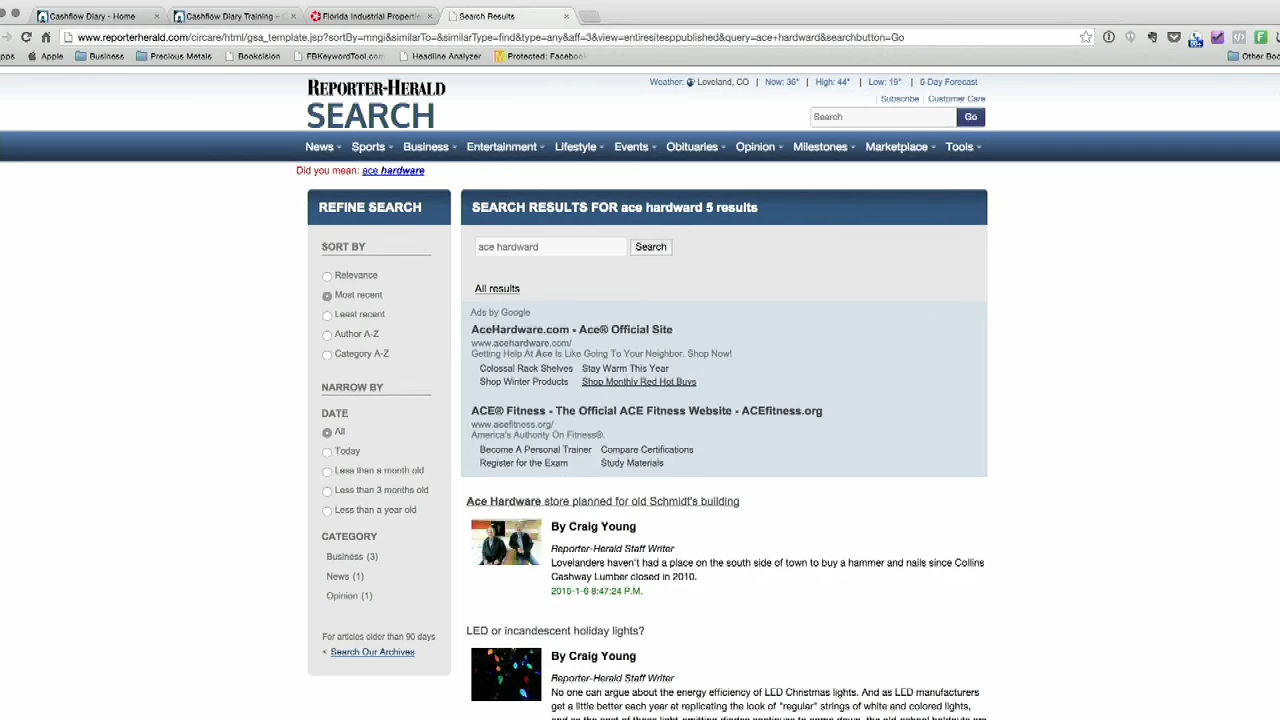 Cashflow Diary - Home
Cashflow Diary Training –
Florida Industrial Propertie
Search Results
www.reporterherald.com/circare/html/gsa_template.jsp?sortBy=mngi&similarTo=&similarType=find&type=any&aff=3&view=entiresitesppublished&query=ace+hardward&searchbutton=Go
pps Apple Business Precious Metals Bookcision FBKeywordTool.com Headline Analyzer Protected: Facebook Other Bo
REPORTER-HERALD
SEARCH
Weather: Loveland, CO | Now: 36° | High: 44° | Low: 19° | 5-Day Forecast
Subscribe | Customer Care
Search Go
News Sports Business Entertainment Lifestyle Events Obituaries Opinion Milestones Marketplace Tools
Did you mean: ace hardware
REFINE SEARCH
SORT BY
Relevance
Most recent
Least recent
Author A-Z
Category A-Z
NARROW BY
DATE
All
Today
Less than a month old
Less than 3 months old
Less than a year old
CATEGORY
Business (3)
News (1)
Opinion (1)
For articles older than 90 days
< Search Our Archives
SEARCH RESULTS FOR ace hardward 5 results
ace hardward Search
All results
Ads by Google
AceHardware.com - Ace® Official Site
www.acehardware.com/
Getting Help At Ace Is Like Going To Your Neighbor. Shop Now!
Colossal Rack Shelves Stay Warm This Year
Shop Winter Products Shop Monthly Red Hot Buys
ACE® Fitness - The Official ACE Fitness Website - ACEfitness.org
www.acefitness.org/
America's Authority On Fitness®.
Become A Personal Trainer Compare Certifications
Register for the Exam Study Materials
Ace Hardware store planned for old Schmidt's building
By Craig Young
Reporter-Herald Staff Writer
Lovelanders haven't had a place on the south side of town to buy a hammer and nails since Collins
Cashway Lumber closed in 2010.
2016-1-6 8:47:24 P.M.
LED or incandescent holiday lights?
By Craig Young
Reporter-Herald Staff Writer
No one can argue about the energy efficiency of LED Christmas lights. And as LED manufacturers
get a little better each year at replicating the look of "regular" strings of white and colored lights,